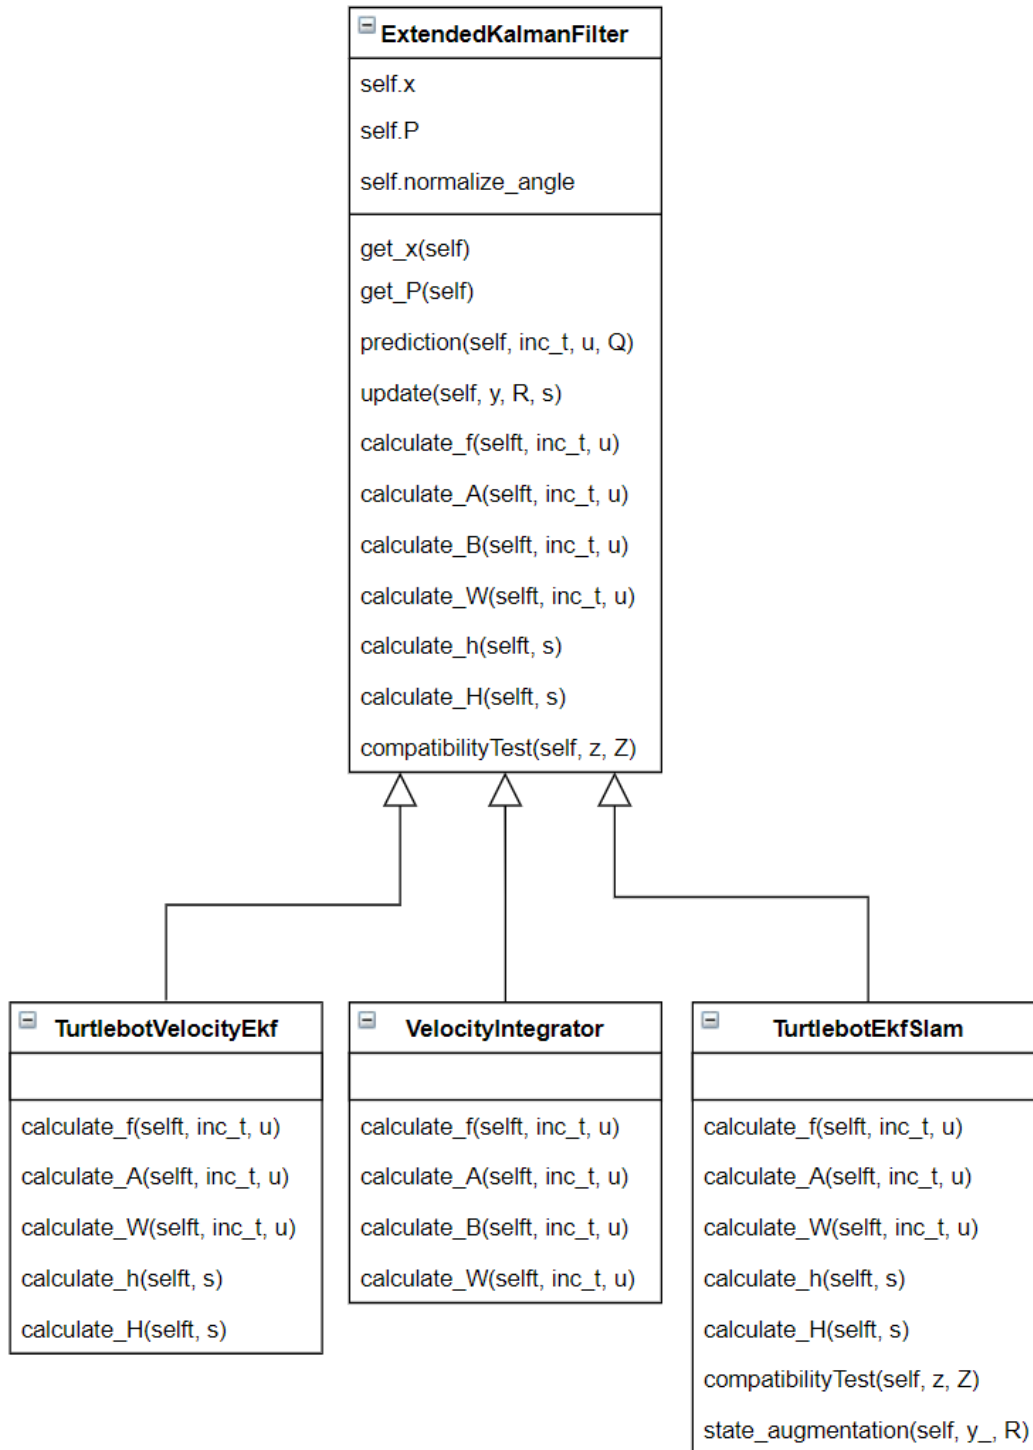 ExtendedKalmanFilter
self.x
self.P
self.normalize_angle
get_x(self)
get_P(self)
prediction(self, inc_t, u, Q)
update(self, y, R, s)
calculate_f(selft, inc_t, u)
calculate_A(selft, inc_t, u)
calculate_B(selft, inc_t, u)
calculate_W(selft, inc_t, u)
calculate_h(selft, s)
calculate_H(selft, s)
compatibilityTest(self, z, Z)
TurtlebotVelocityEkf
calculate_f(selft, inc_t, u)
calculate_A(selft, inc_t, u)
calculate_W(selft, inc_t, u)
calculate_h(selft, s)
calculate_H(selft, s)
VelocityIntegrator
calculate_f(selft, inc_t, u)
calculate_A(selft, inc_t, u)
calculate_B(selft, inc_t, u)
calculate_W(selft, inc_t, u)
TurtlebotEkfSlam
calculate_f(selft, inc_t, u)
calculate_A(selft, inc_t, u)
calculate_W(selft, inc_t, u)
calculate_h(selft, s)
calculate_H(selft, s)
compatibilityTest(self, z, Z)
state_augmentation(self, y_, R)